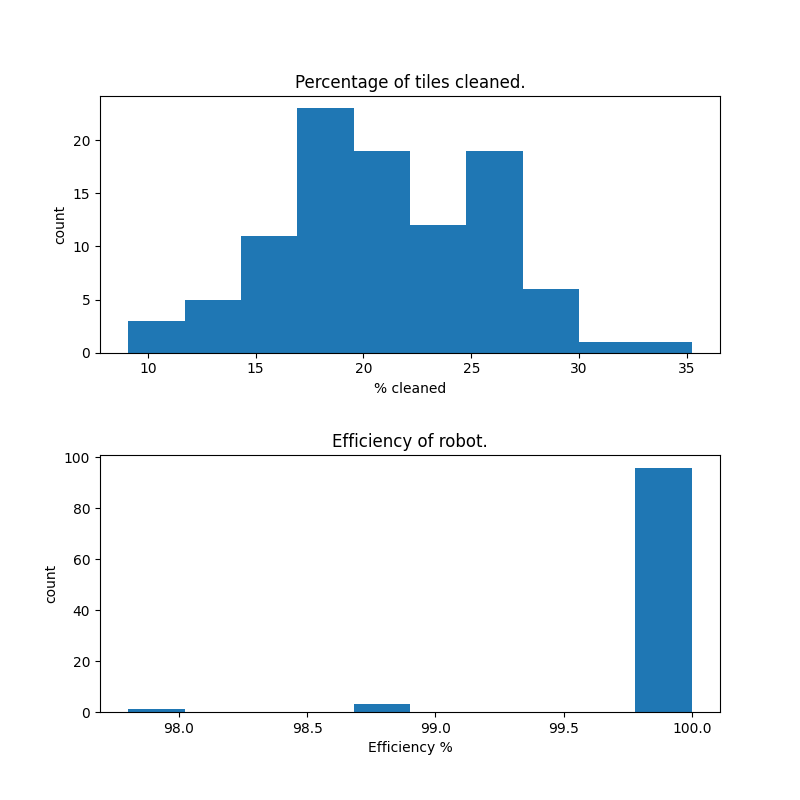 Percentage of tiles cleaned.
20
15
10
5
0
count
10 15 20 25 30 35
% cleaned
Efficiency of robot.
100
80
60
40
20
0
count
98.0 98.5 99.0 99.5 100.0
Efficiency %